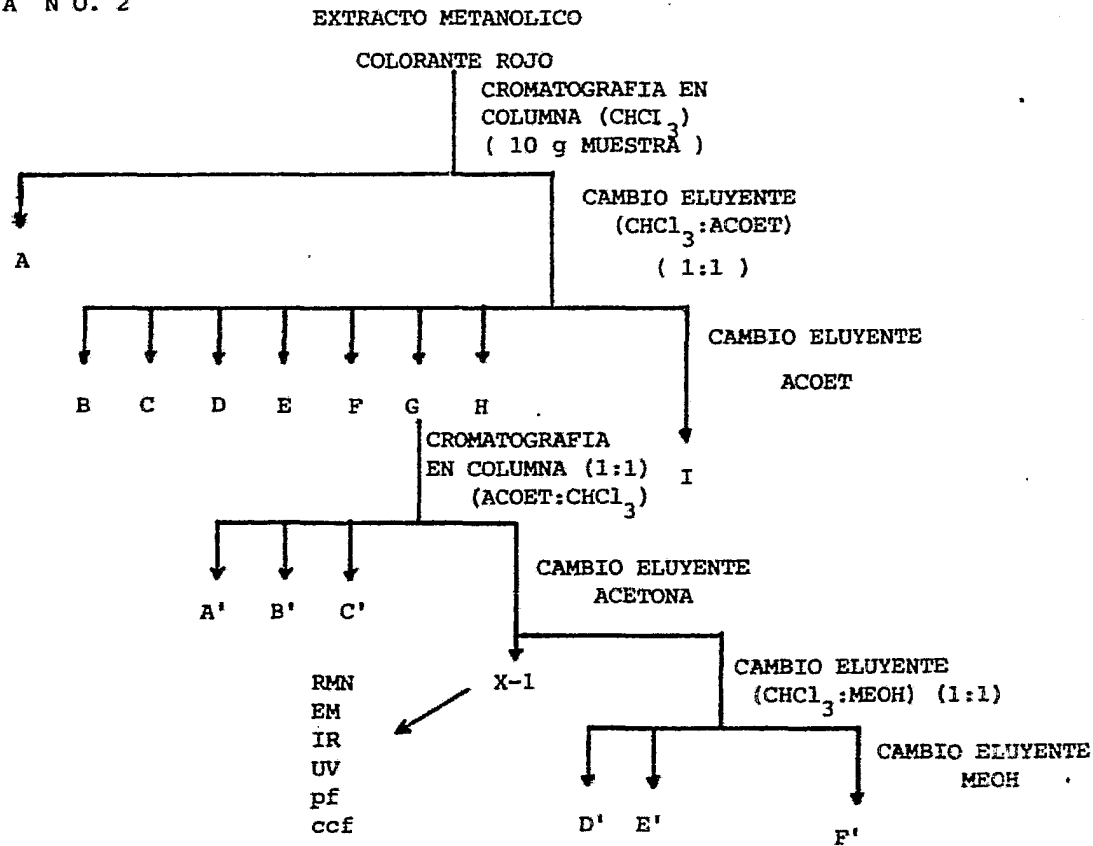 A N O. 2
EXTRACTO METANOLICO
COLORANTE ROJO
CROMATOGRAFIA EN
COLUMNA (CHCI3)
( 10 g MUESTRA )
CAMBIO ELUYENTE
(CHCl3:ACOET)
( 1:1 )
A
CAMBIO ELUYENTE
ACOET
B C D E F G H
CROMATOGRAFIA
EN COLUMNA (1:1)
(ACOET:CHCl3)
I
CAMBIO ELUYENTE
ACETONA
A' B' C'
X-1
CAMBIO ELUYENTE
(CHCl3:MEOH) (1:1)
RMN
EM
IR
UV
pf
ccf
CAMBIO ELUYENTE
MEOH
D' E' F'